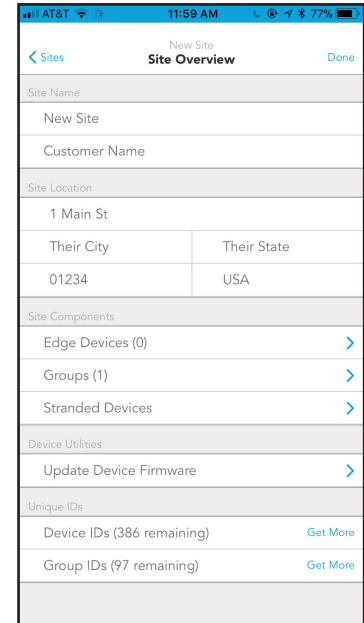 AT&T 11:59 AM 77%
New Site
Sites Site Overview Done
Site Name
New Site
Customer Name
Site Location
1 Main St
Their City Their State
01234 USA
Site Components
Edge Devices (0)
Groups (1)
Stranded Devices
Device Utilities
Update Device Firmware
Unique IDs
Device IDs (386 remaining) Get More
Group IDs (97 remaining) Get More